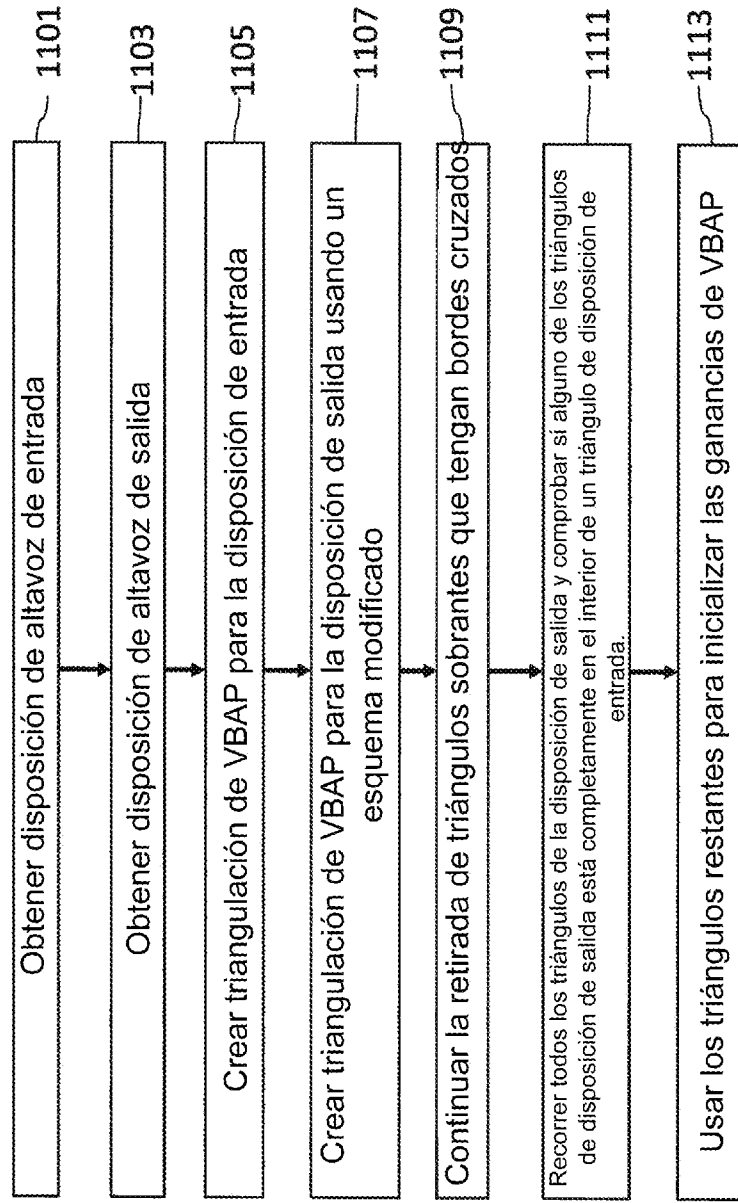 Obtener disposición de altavoz de entrada
1101
Obtener disposición de altavoz de salida
1103
Crear triangulación de VBAP para la disposición de entrada
1105
Crear triangulación de VBAP para la disposición de salida usando un
esquema modificado
1107
Continuar la retirada de triángulos sobrantes que tengan bordes cruzados
1109
Recorrer todos los triángulos de la disposición de salida y comprobar si alguno de los triángulos
de disposición de salida está completamente en el interior de un triángulo de disposición de
entrada.
1111
Usar los triángulos restantes para inicializar las ganancias de VBAP
1113